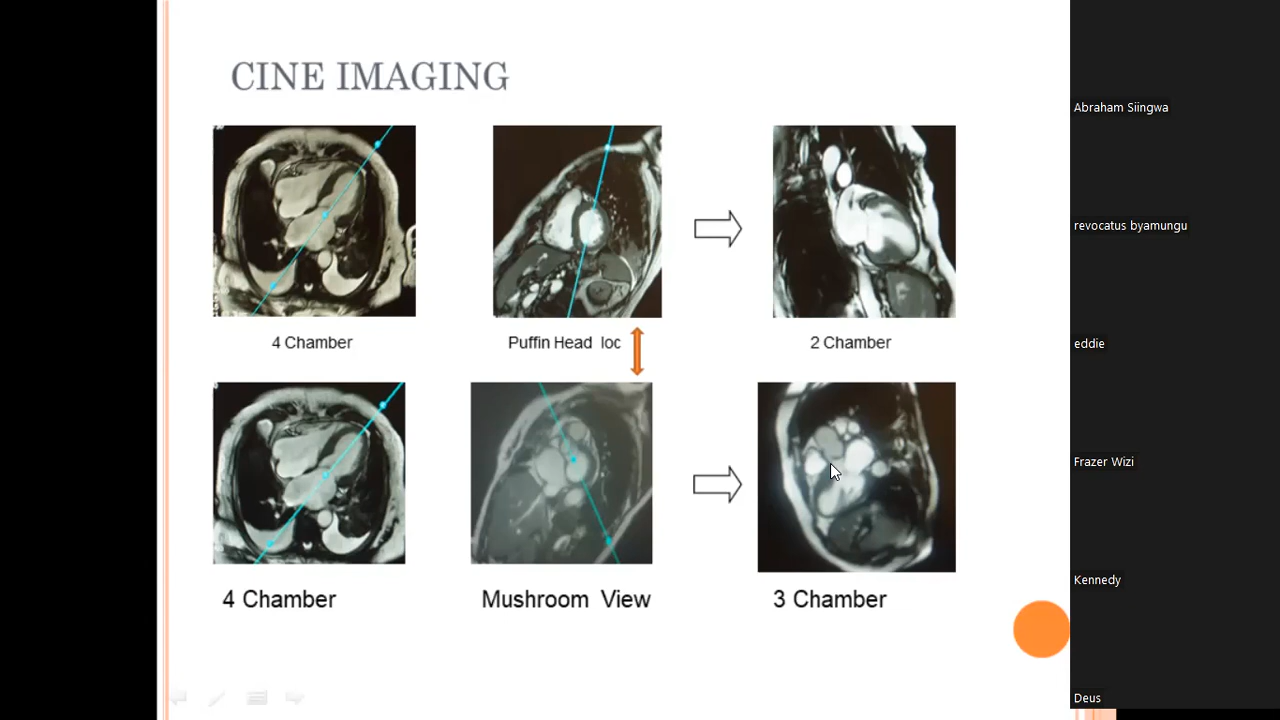 CINE IMAGING
4 Chamber
Puffin Head loc
2 Chamber
4 Chamber
Mushroom View
3 Chamber
Abraham Siingwa
revocatus byamungu
eddie
Frazer Wizi
Kennedy
Deus